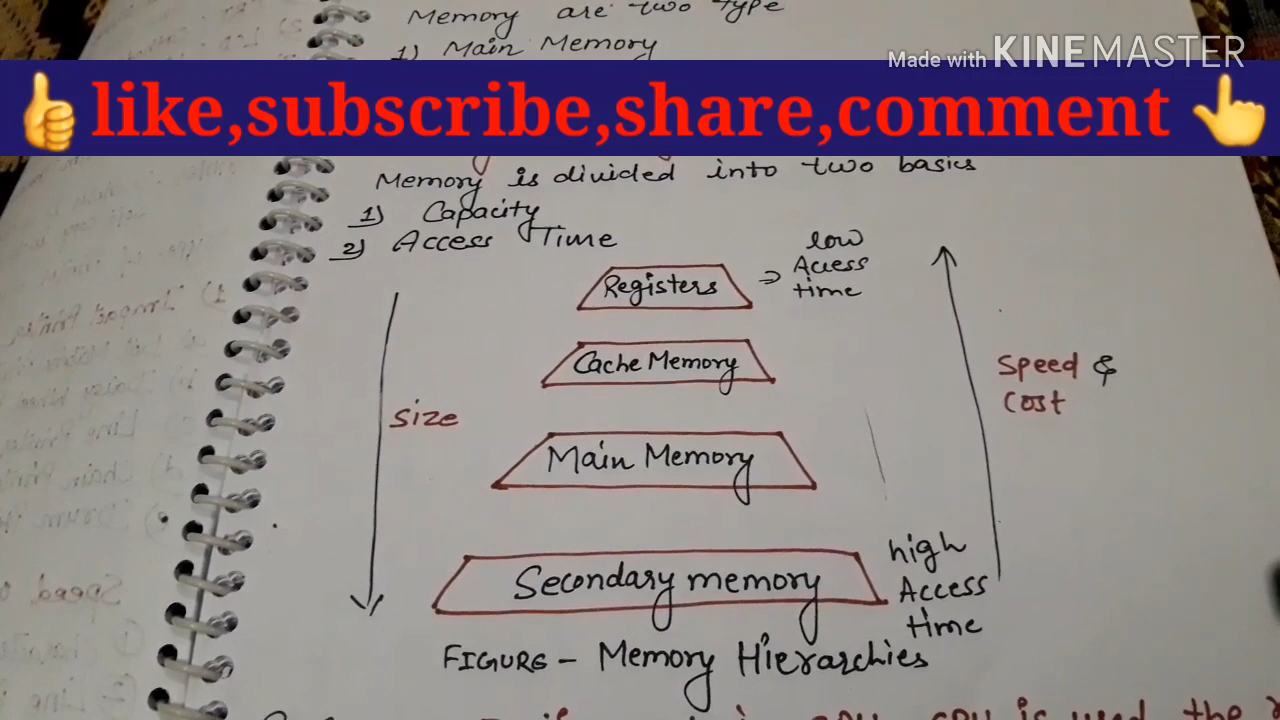 Memory are two type
1) Main Memory
Made with KINEMASTER
like,subscribe,share,comment
Memory is divided into two basics
1) Capacity
2) Access Time
Registers
⇒ low Access time
Cache Memory
Size
Speed &
Cost
Main Memory
Secondary memory
high
Access
time
FIGURE - Memory Hierarchies